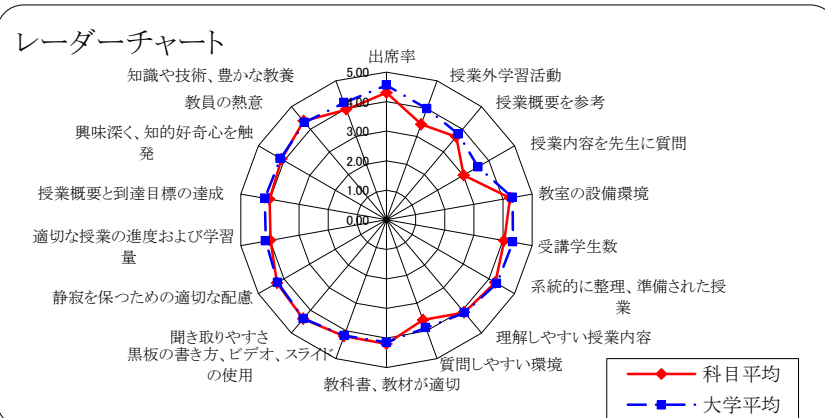 レーダーチャート
出席率
授業外学習活動
授業概要を参考
授業内容を先生に質問
教室の設備環境
受講学生数
系統的に整理、準備された授
業
理解しやすい授業内容
質問しやすい環境
教科書、教材が適切
黒板の書き方、ビデオ、スライド
の使用
聞き取りやすさ
静寂を保つための適切な配慮
適切な授業の進度および学習
量
授業概要と到達目標の達成
興味深く、知的好奇心を触
発
教員の熱意
知識や技術、豊かな教養
5.00
4.00
3.00
2.00
1.00
0.00
科目平均
大学平均